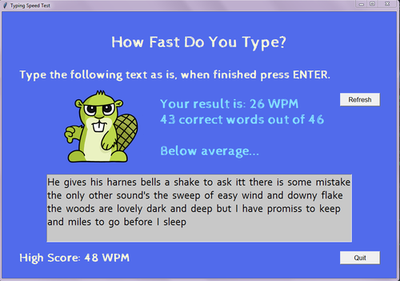 Typing Speed Test
How Fast Do You Type?
Type the following text as is, when finished press ENTER.
Your result is: 26 WPM
Refresh
43 correct words out of 46
Below average...
He gives his harnes bells a shake to ask itt there is some mistake
the only other sound's the sweep of easy wind and downy flake
the woods are lovely dark and deep but I have promiss to keep
and miles to go before I sleep
High Score: 48 WPM
Quit